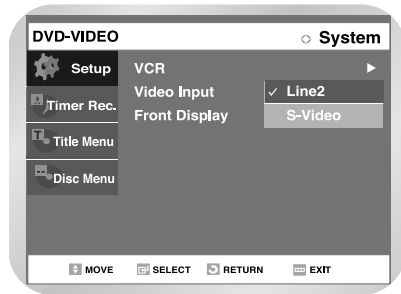 DVD-VIDEO
System
Setup
VCR
Video Input
✓ Line2
Timer Rec.
Front Display
S-Video
Title Menu
Disc Menu
MOVE SELECT RETURN EXIT